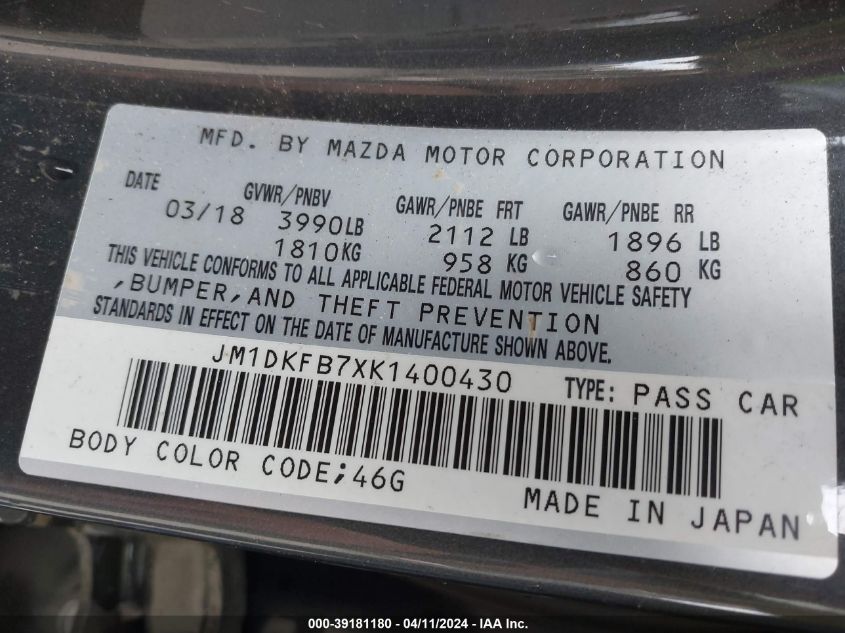 MFD. BY MAZDA MOTOR CORPORATION
DATE GVWR/PNBV GAWR/PNBE FRT GAWR/PNBE RR
03/18 3990LB 2112 LB 1896 LB
1810KG 958 KG 860 KG
THIS VEHICLE CONFORMS TO ALL APPLICABLE FEDERAL MOTOR VEHICLE SAFETY
,BUMPER,AND THEFT PREVENTION
STANDARDS IN EFFECT ON THE DATE OF MANUFACTURE SHOWN ABOVE.
JM1DKFB7XK1400430 TYPE: PASS CAR
BODY COLOR CODE;46G
MADE IN JAPAN
000-39181180 - 04/11/2024 - IAA Inc.